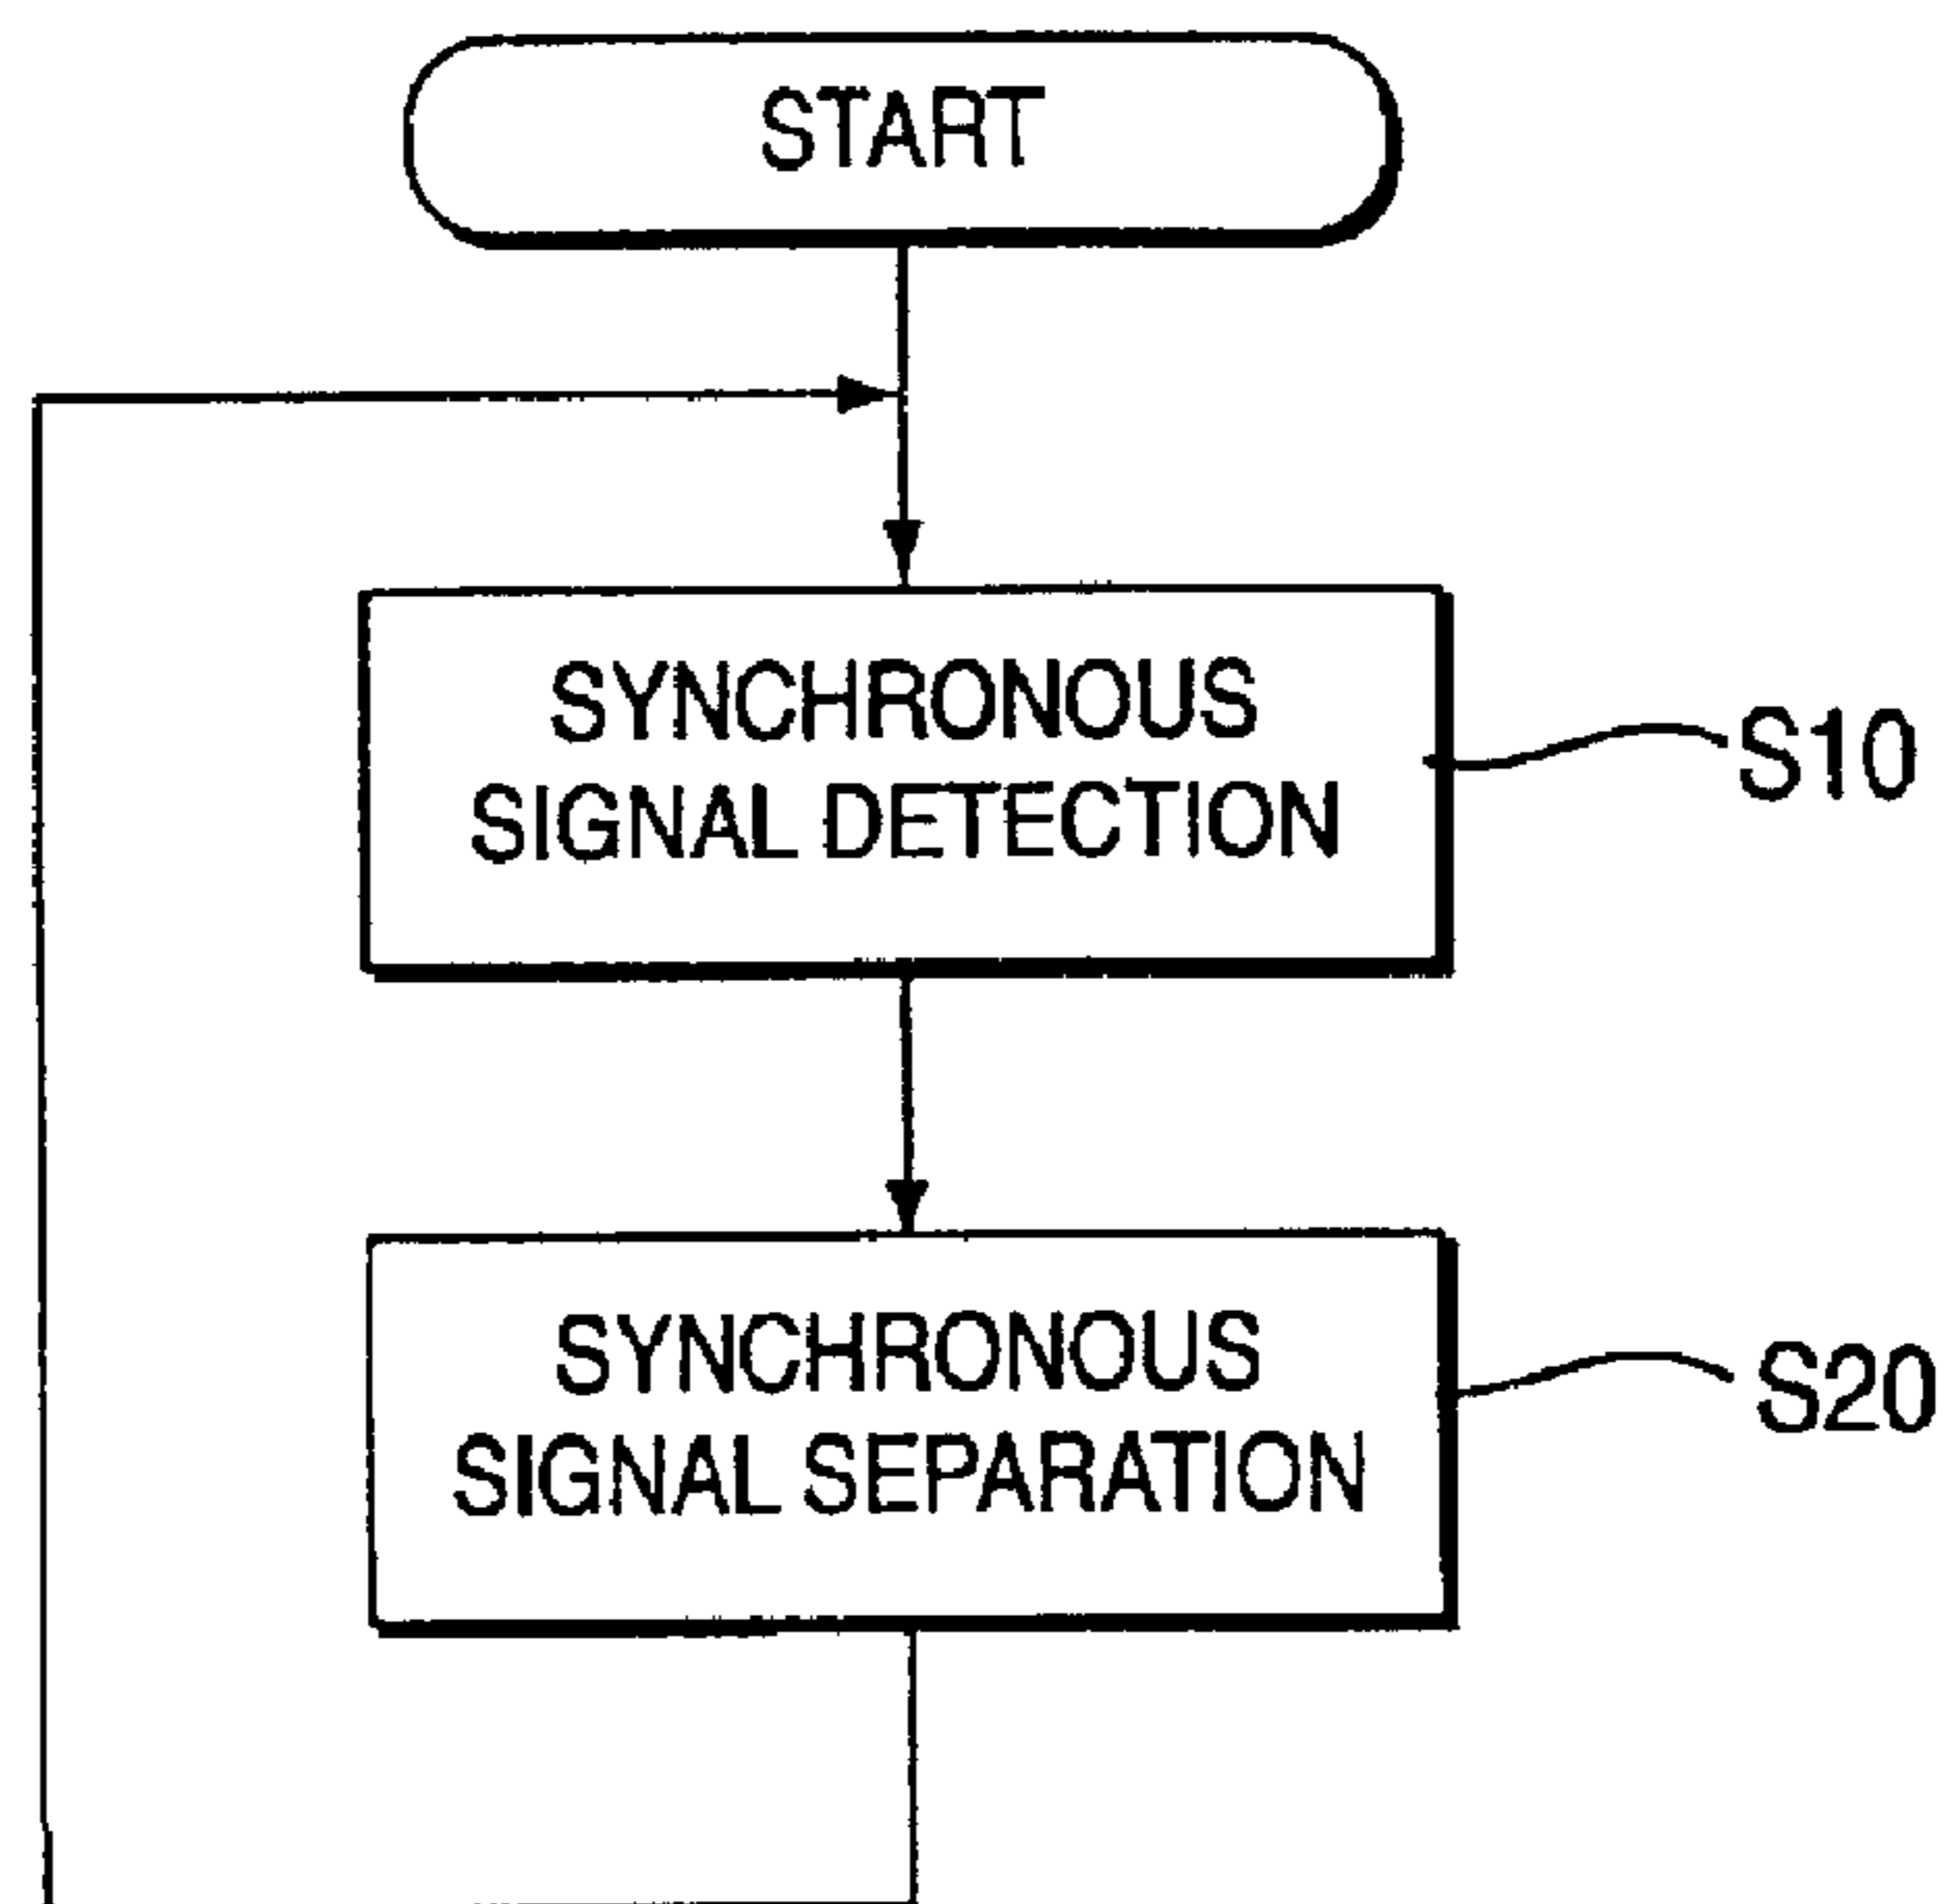 START
SYNCHRONOUS
SIGNAL DETECTION
S10
SYNCHRONOUS
SIGNAL SEPARATION
S20